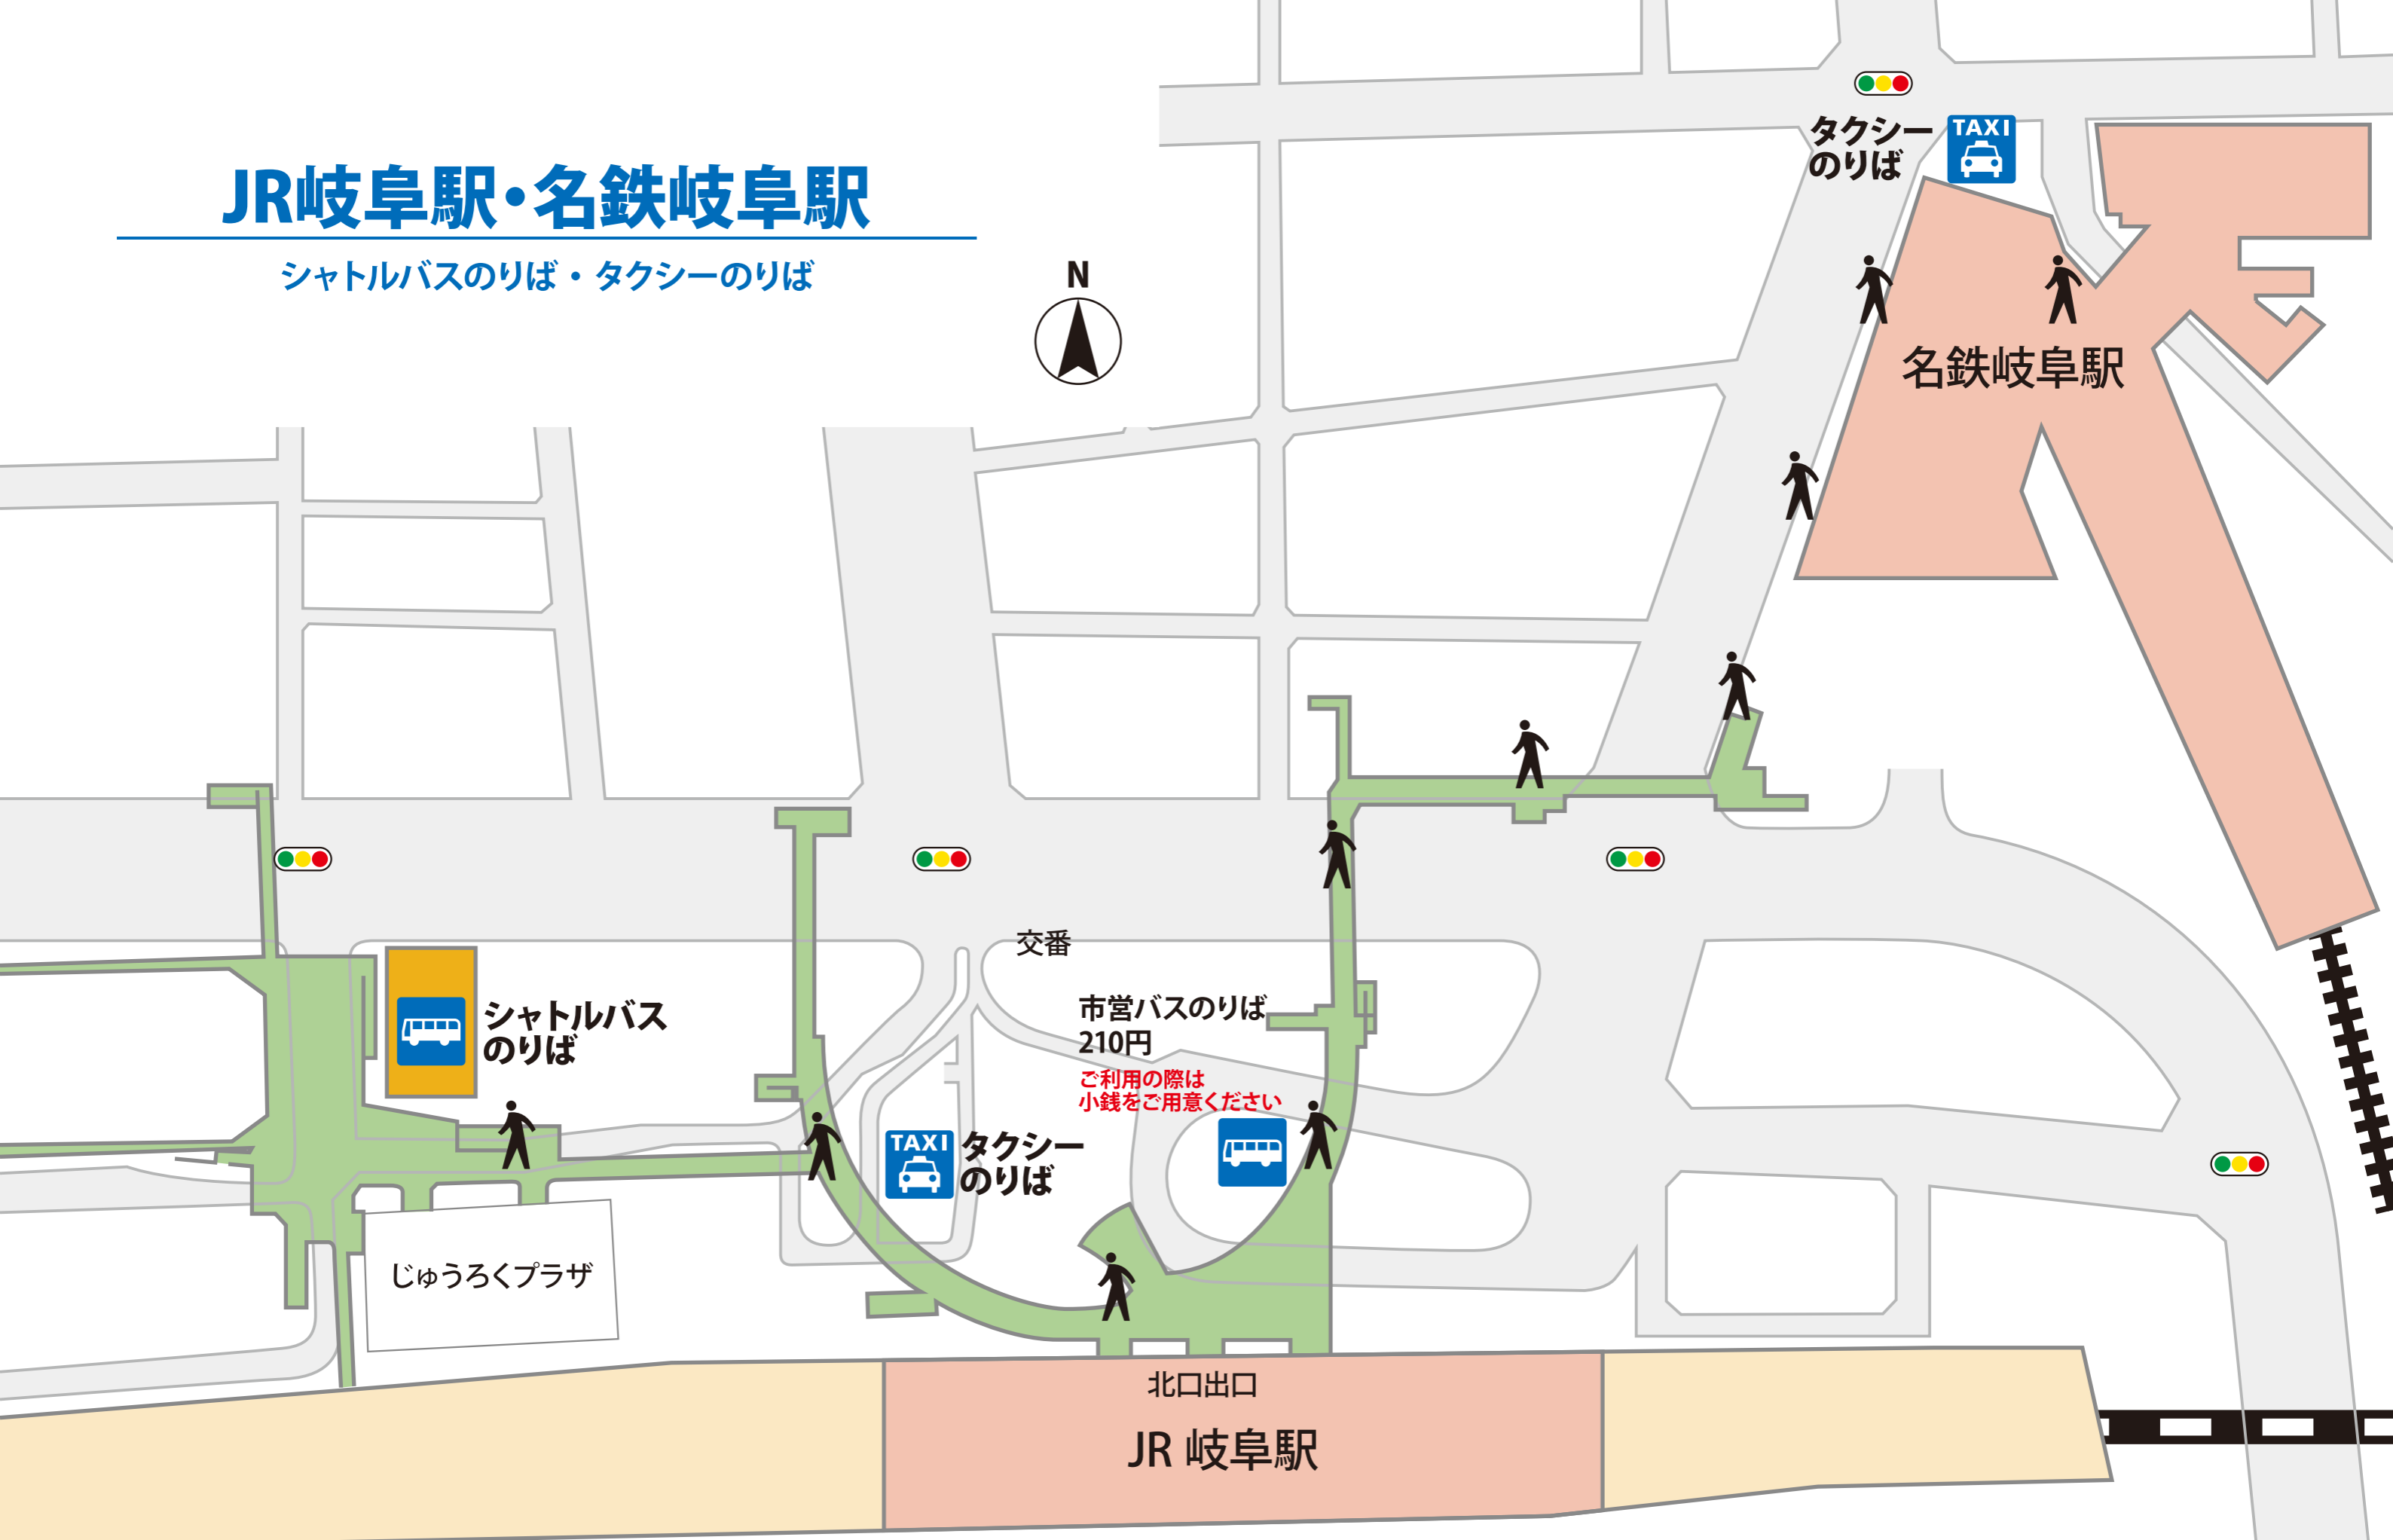 JR岐阜駅・名鉄岐阜駅
シャトルバスのりば・タクシーのりば
N
タクシー
のりば
TAXI
名鉄岐阜駅
交番
市営バスのりば
210円
ご利用の際は
小銭をご用意ください
シャトルバス
のりば
TAXI
タクシー
のりば
じゅうろくプラザ
北口出口
JR 岐阜駅